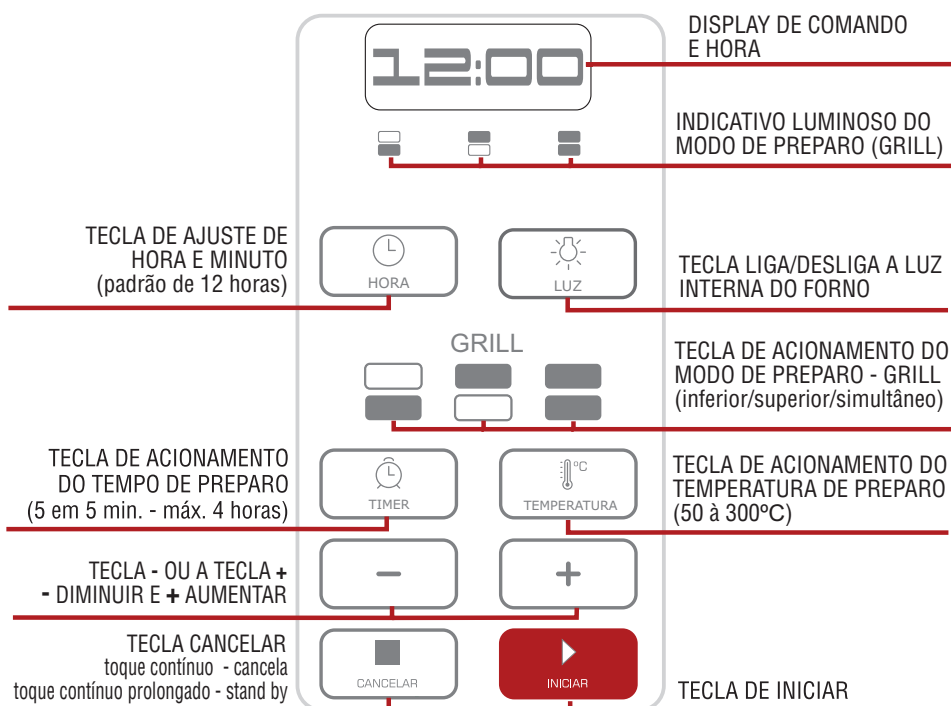 12:00
DISPLAY DE COMANDO
E HORA
INDICATIVO LUMINOSO DO
MODO DE PREPARO (GRILL)
TECLA DE AJUSTE DE
HORA E MINUTO
(padrão de 12 horas)
HORA
LUZ
TECLA LIGA/DESLIGA A LUZ
INTERNA DO FORNO
GRILL
TECLA DE ACIONAMENTO DO
MODO DE PREPARO - GRILL
(inferior/superior/simultâneo)
TECLA DE ACIONAMENTO
DO TEMPO DE PREPARO
(5 em 5 min. - máx. 4 horas)
TIMER
ºC
TEMPERATURA
TECLA DE ACIONAMENTO DO
TEMPERATURA DE PREPARO
(50 à 300ºC)
TECLA - OU A TECLA +
- DIMINUIR E + AUMENTAR
−
+
TECLA CANCELAR
toque contínuo - cancela
toque contínuo prolongado - stand by
CANCELAR
INICIAR
TECLA DE INICIAR